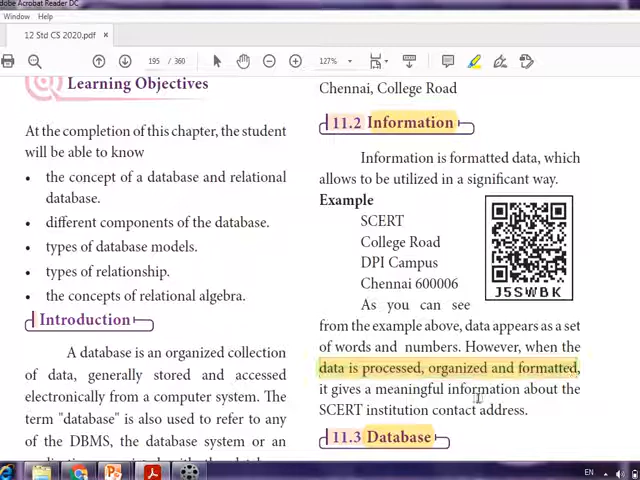 Adobe Acrobat Reader DC
Window Help
12 Std CS 2020.pdf ×
195 / 360
127%
Learning Objectives
At the completion of this chapter, the student
will be able to know
• the concept of a database and relational
database.
• different components of the database.
• types of database models.
• types of relationship.
• the concepts of relational algebra.
Introduction
A database is an organized collection
of data, generally stored and accessed
electronically from a computer system. The
term "database" is also used to refer to any
of the DBMS, the database system or an
Chennai, College Road
11.2 Information
Information is formatted data, which
allows to be utilized in a significant way.
Example
SCERT
College Road
DPI Campus
Chennai 600006
J5SWBK
As you can see
from the example above, data appears as a set
of words and numbers. However, when the
data is processed, organized and formatted,
it gives a meaningful information about the
SCERT institution contact address.
11.3 Database
EN